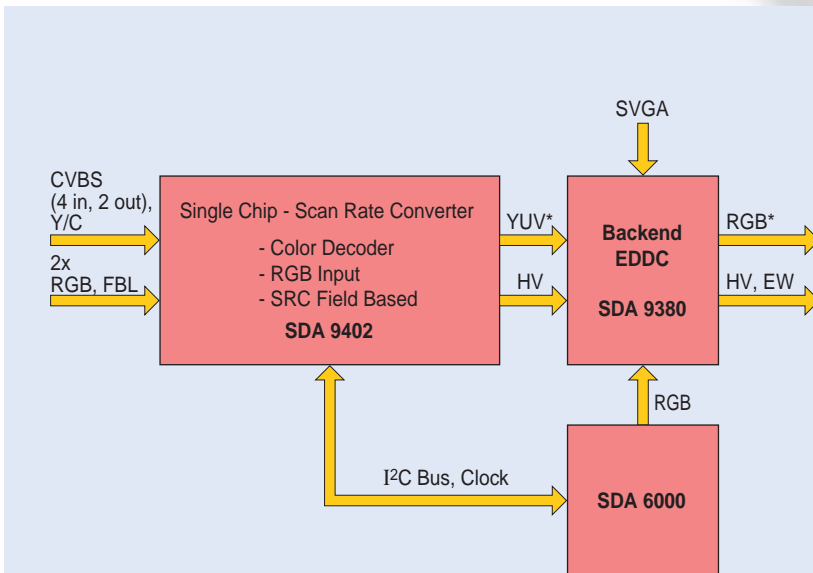 SVGA
CVBS
(4 in, 2 out),
Y/C
2x
RGB, FBL
Single Chip - Scan Rate Converter
- Color Decoder
- RGB Input
- SRC Field Based
SDA 9402
YUV*
HV
Backend
EDDC
SDA 9380
RGB*
HV, EW
RGB
I²C Bus, Clock
SDA 6000